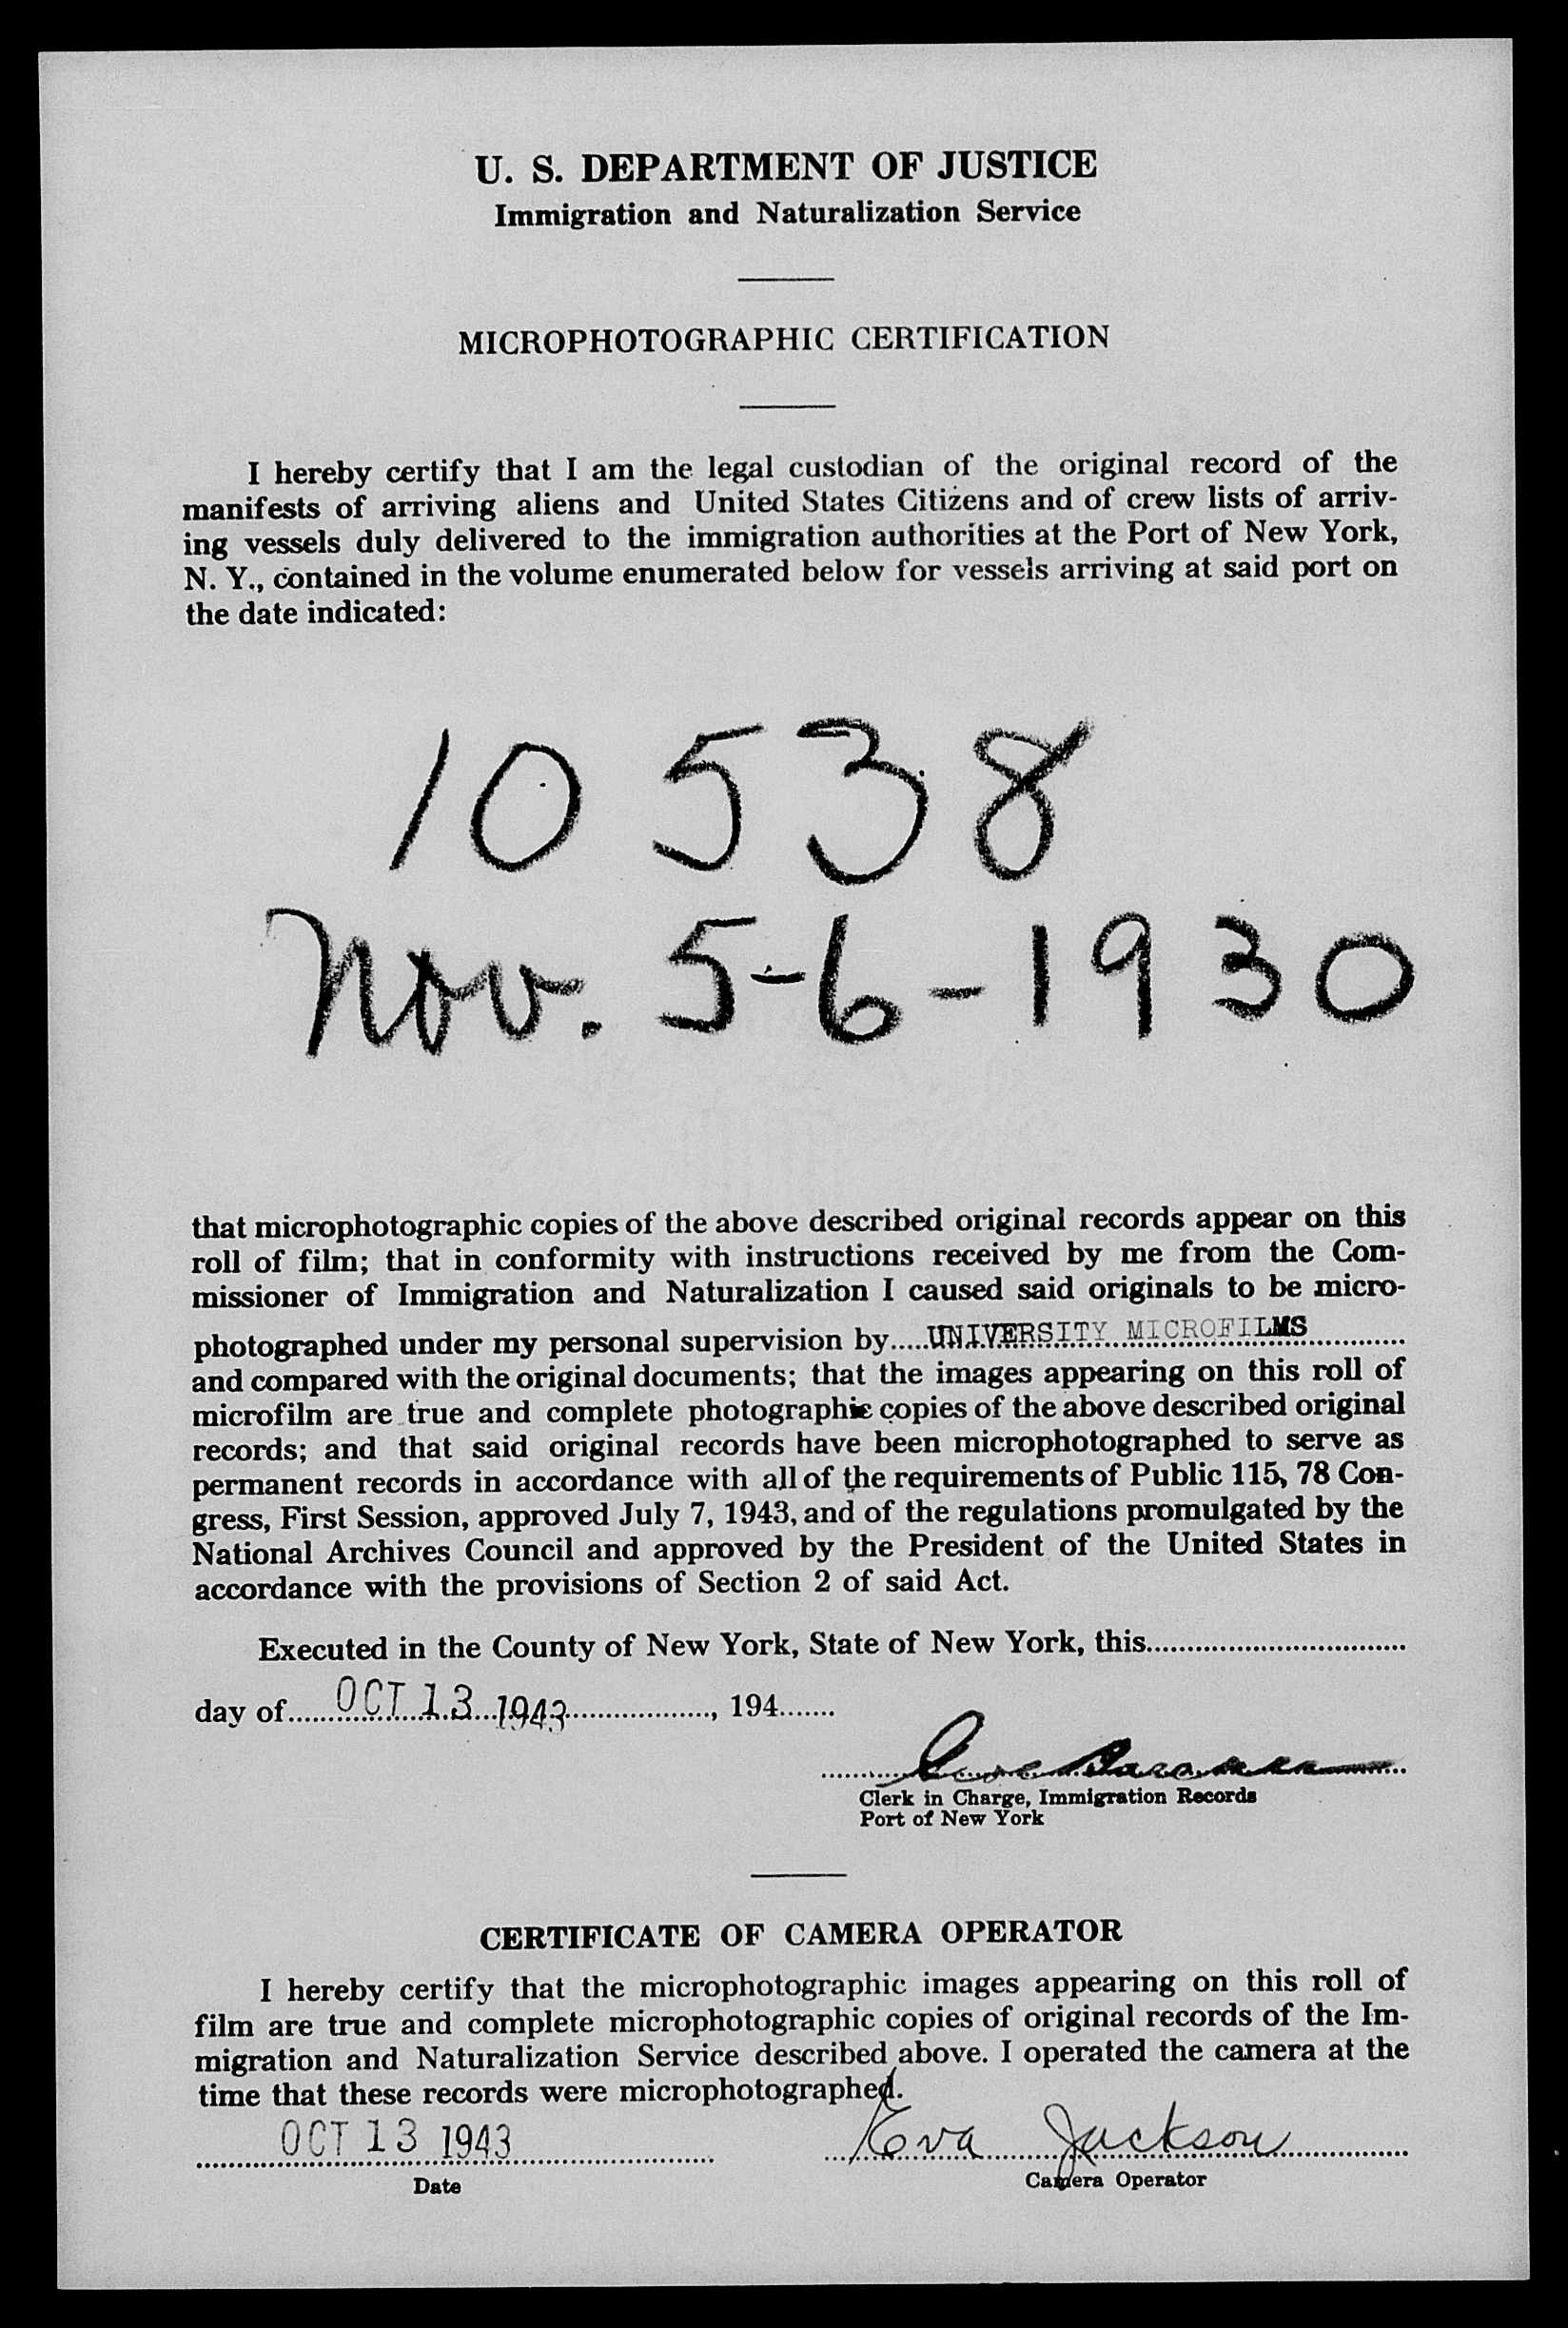 U. S. DEPARTMENT OF JUSTICE
Immigration and Naturalization Service
MICROPHOTOGRAPHIC CERTIFICATION
I hereby certify that I am the legal custodian of the original record of the
manifests of arriving aliens and United States Citizens and of crew lists of arriv-
ing vessels duly delivered to the immigration authorities at the Port of New York,
N. Y., contained in the volume enumerated below for vessels arriving at said port on
the date indicated:
10538
Nov. 5-6-1930
that microphotographic copies of the above described original records appear on this
roll of film; that in conformity with instructions received by me from the Com-
missioner of Immigration and Naturalization I caused said originals to be micro-
photographed under my personal supervision by.....UNIVERSITY MICROFILMS
and compared with the original documents; that the images appearing on this roll of
microfilm are true and complete photographic copies of the above described original
records; and that said original records have been microphotographed to serve as
permanent records in accordance with all of the requirements of Public 115, 78 Con-
gress, First Session, approved July 7, 1943, and of the regulations promulgated by the
National Archives Council and approved by the President of the United States in
accordance with the provisions of Section 2 of said Act.
Executed in the County of New York, State of New York, this
day of OCT 13 1943, 194
Clerk in Charge, Immigration Records
Port of New York
CERTIFICATE OF CAMERA OPERATOR
I hereby certify that the microphotographic images appearing on this roll of
film are true and complete microphotographic copies of original records of the Im-
migration and Naturalization Service described above. I operated the camera at the
time that these records were microphotographed.
OCT 13 1943 Eva Jackson
Date Camera Operator